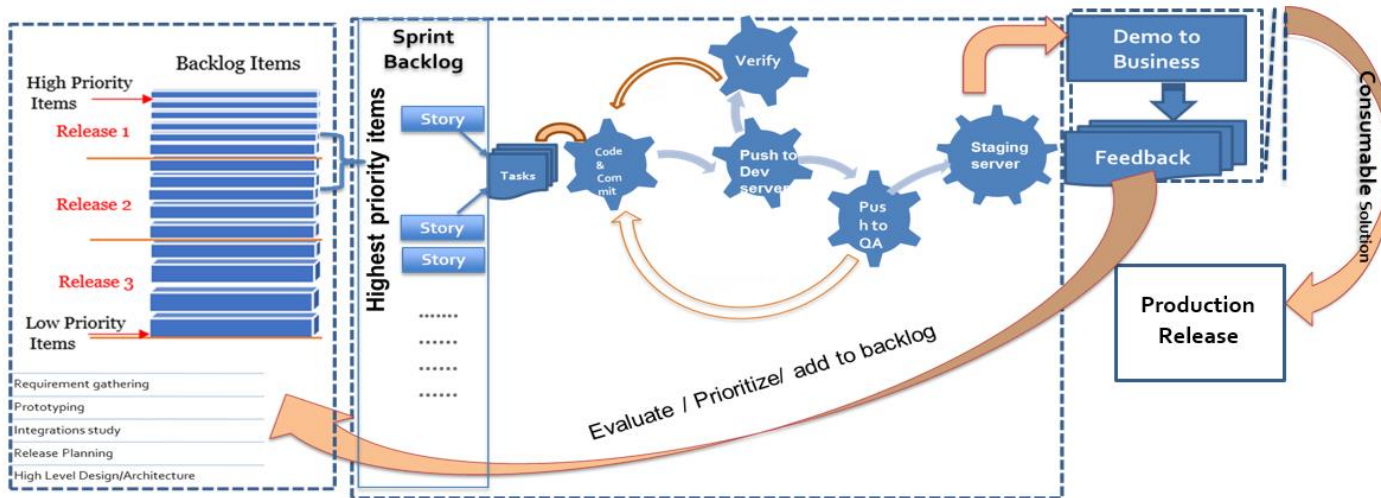 Backlog Items
High Priority
Items
Release 1
Release 2
Release 3
Low Priority
Items
Requirement gathering
Prototyping
Integrations study
Release Planning
High Level Design/Architecture
Sprint
Backlog
Highest priority items
Story
Story
Story
.......
......
......
......
Tasks
Code
&
Com
mit
Verify
Push to
Dev
server
Pus
h to
QA
Staging
server
Demo to
Business
Feedback
Evaluate / Prioritize/ add to backlog
Consumable Solution
Production
Release